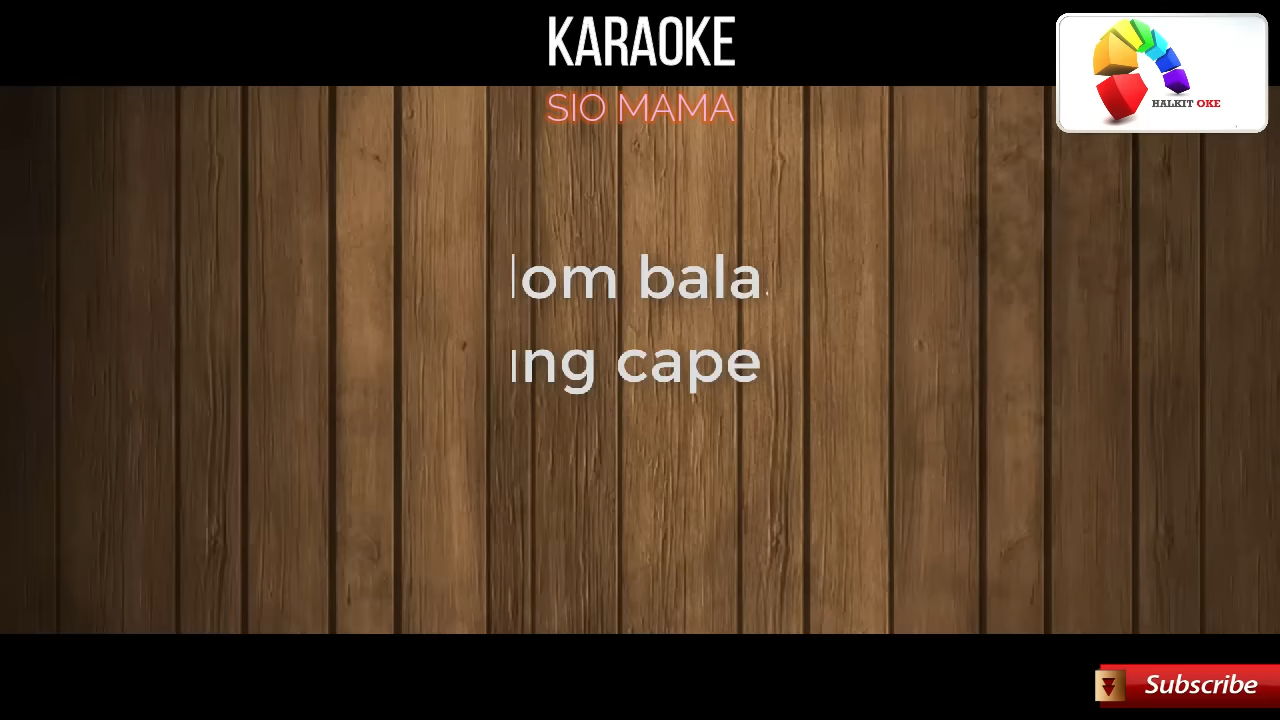 KARAOKE
HALKIT OKE
SIO MAMA
lom bala
ng cape
Subscribe